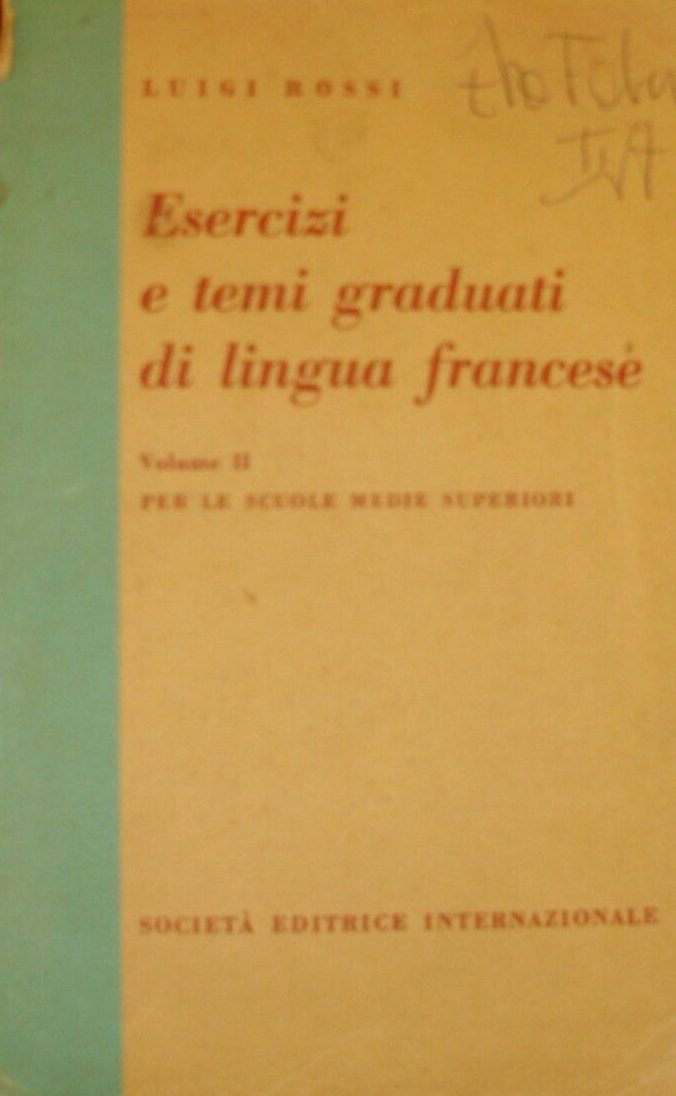 LUIGI ROSSI
Esercizi
e temi graduati
di lingua francese
Volume II
PER LE SCUOLE MEDIE SUPERIORI
SOCIETÀ EDITRICE INTERNAZIONALE